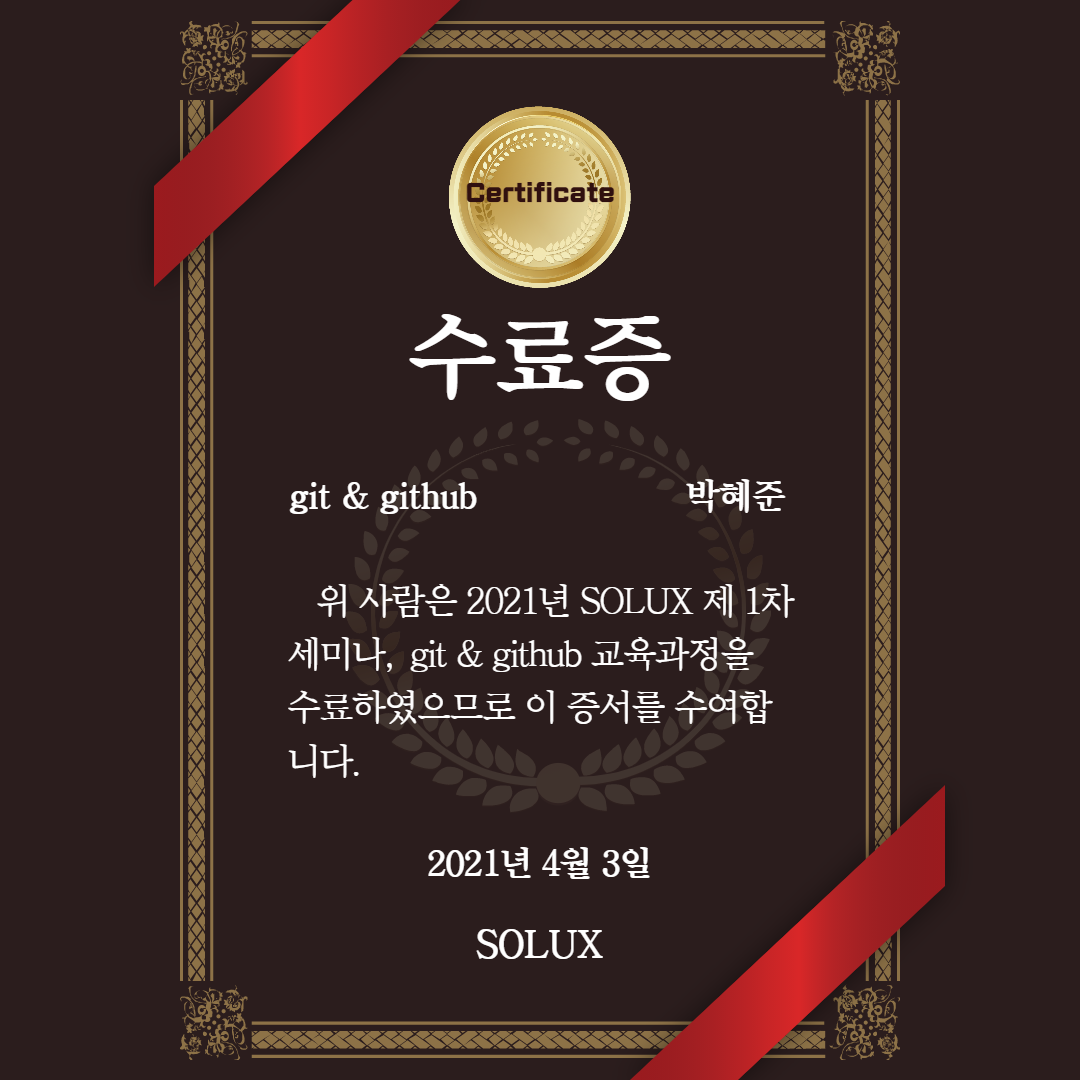 Certificate
수료증
git & github 박혜준
위 사람은 2021년 SOLUX 제 1차
세미나, git & github 교육과정을
수료하였으므로 이 증서를 수여합
니다.
2021년 4월 3일
SOLUX